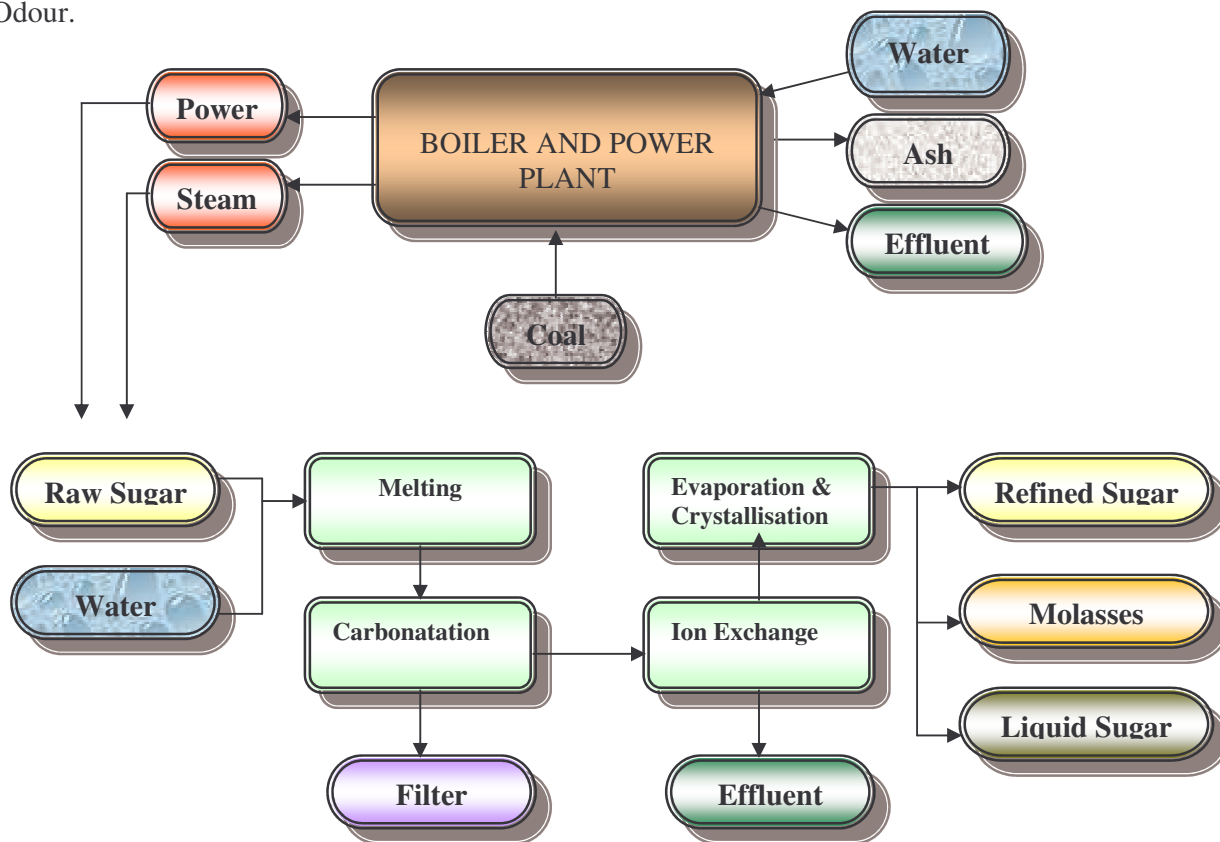 Odour.
Water
Power
BOILER AND POWER
PLANT
Ash
Steam
Effluent
Coal
Raw Sugar
Melting
Evaporation &
Crystallisation
Refined Sugar
Water
Carbonatation
Ion Exchange
Molasses
Liquid Sugar
Filter
Effluent